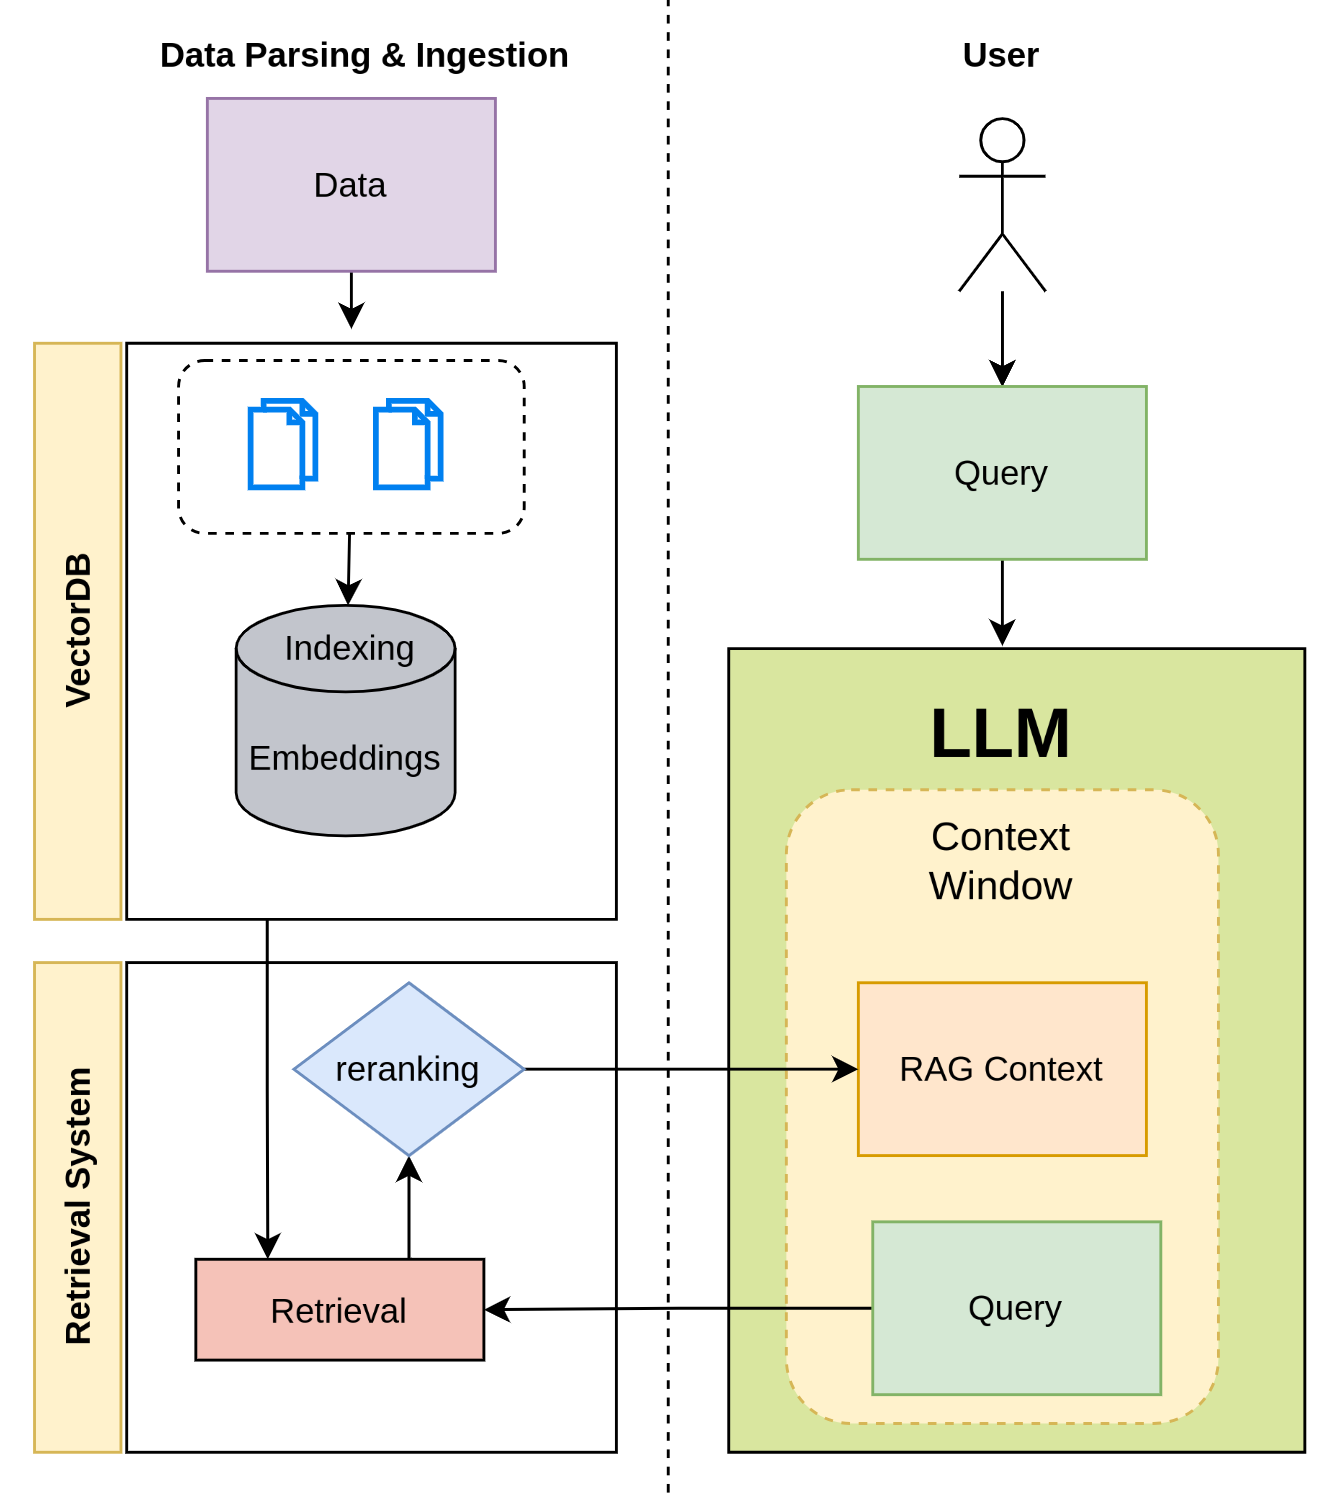 Data Parsing & Ingestion
Data
VectorDB
Indexing
Embeddings
Retrieval System
reranking
Retrieval
User
Query
LLM
Context
Window
RAG Context
Query